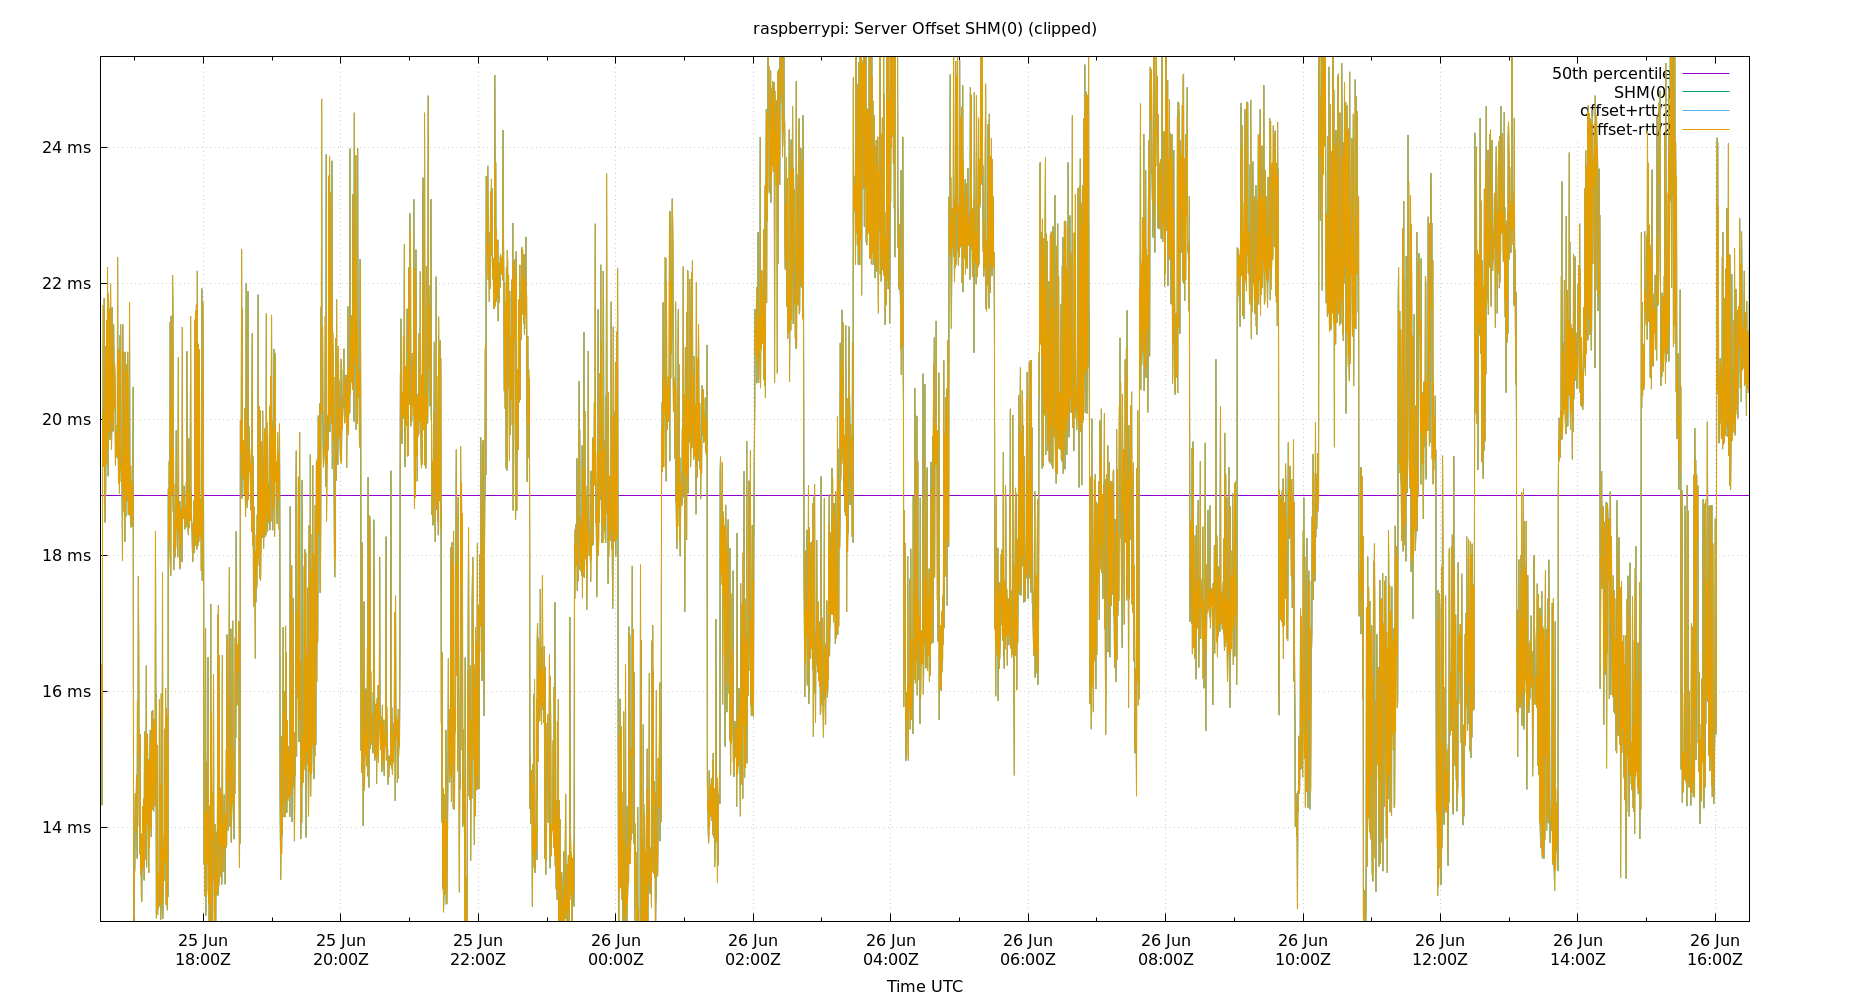 raspberrypi: Server Offset SHM(0) (clipped)
50th percentile
SHM(0)
offset+rtt/2
offset-rtt/2
24 ms
22 ms
20 ms
18 ms
16 ms
14 ms
25 Jun 25 Jun 25 Jun 26 Jun 26 Jun 26 Jun 26 Jun 26 Jun 26 Jun 26 Jun 26 Jun 26 Jun
18:00Z 20:00Z 22:00Z 00:00Z 02:00Z 04:00Z 06:00Z 08:00Z 10:00Z 12:00Z 14:00Z 16:00Z
Time UTC